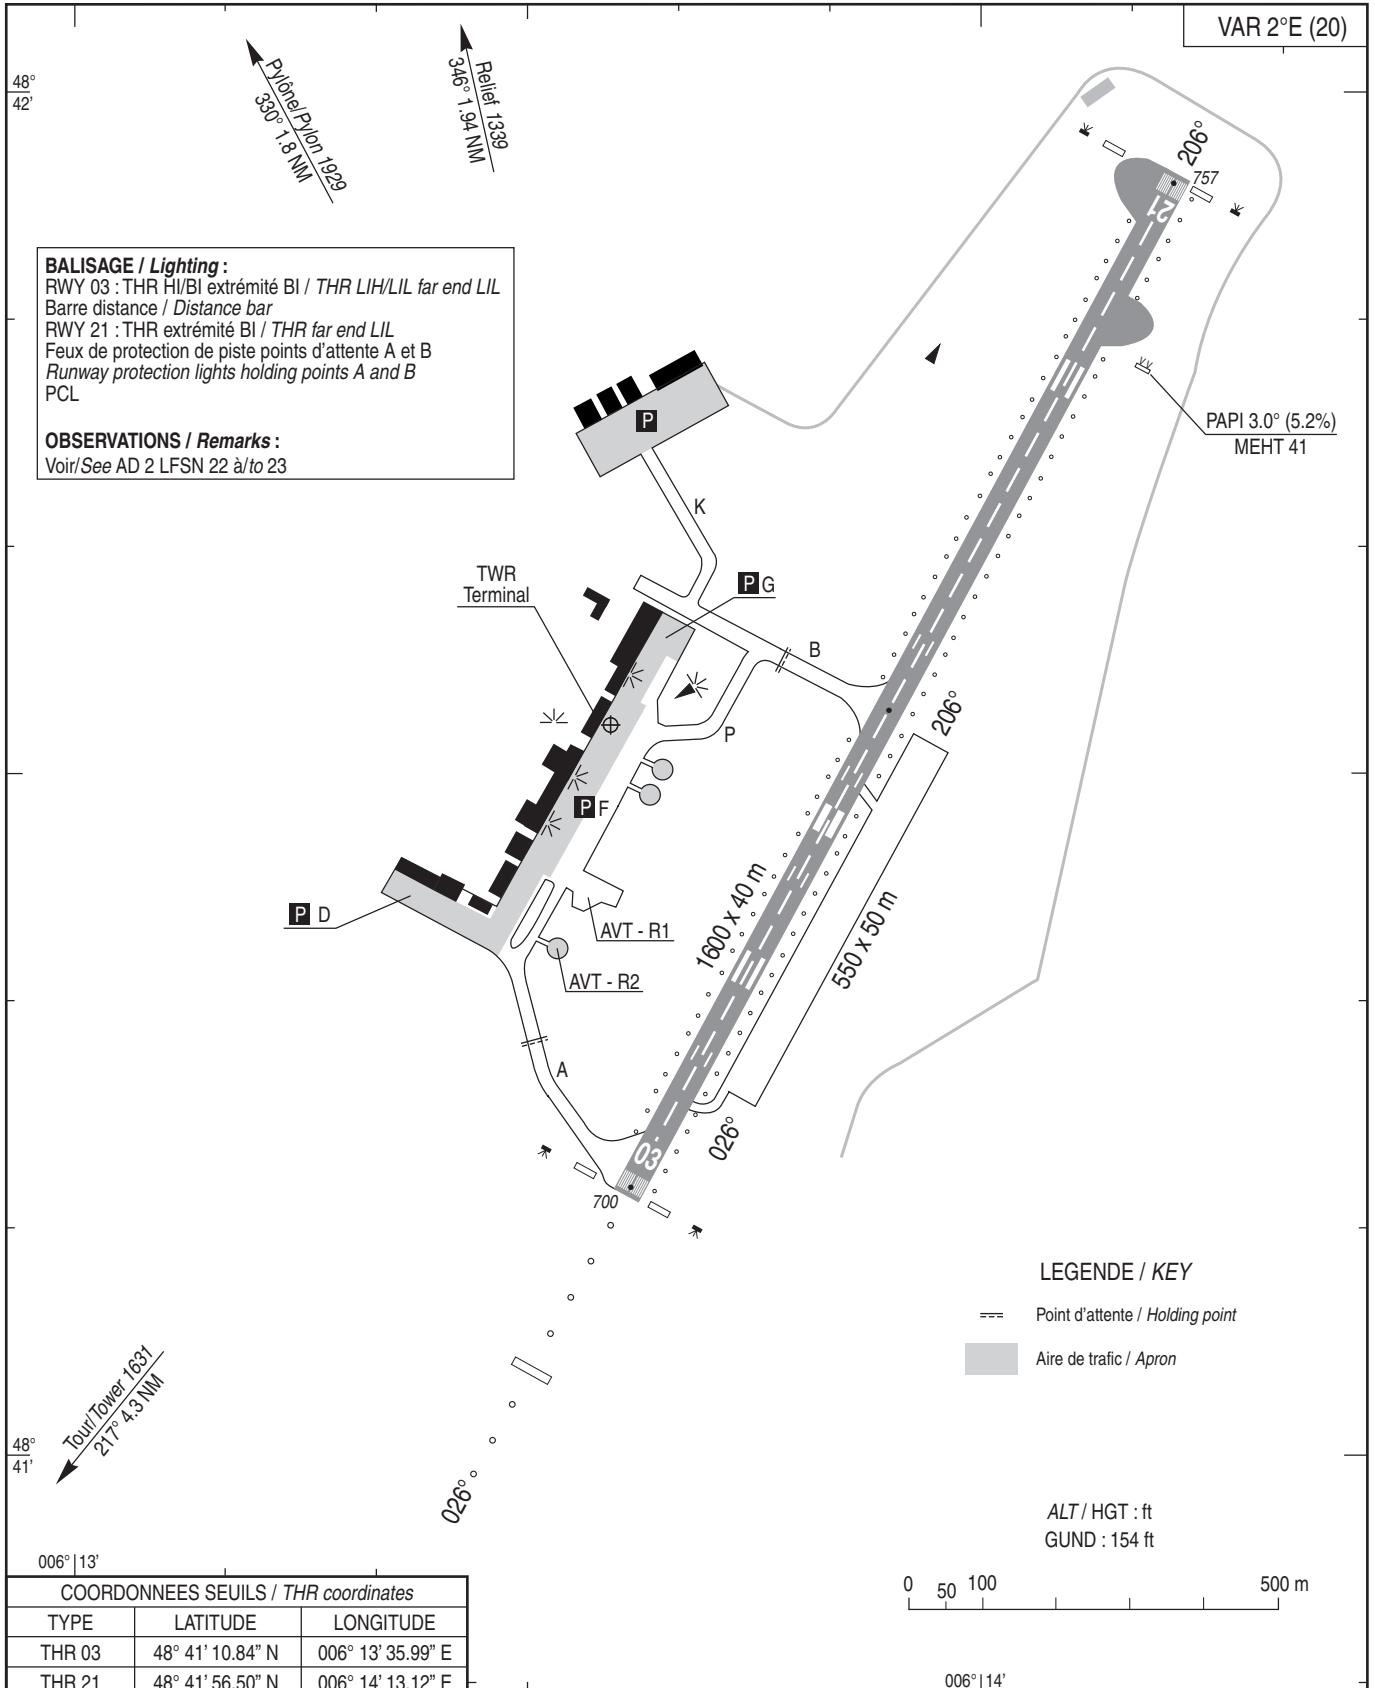 VAR 2°E (20)
48°
42'
Pylône/Pylon 1929
330° 1.8 NM
Relief 1339
346° 1.94 NM
206°
757
21
BALISAGE / Lighting :
RWY 03 : THR HI/BI extrémité BI / THR LIH/LIL far end LIL
Barre distance / Distance bar
RWY 21 : THR extrémité BI / THR far end LIL
Feux de protection de piste points d'attente A et B
Runway protection lights holding points A and B
PCL
OBSERVATIONS / Remarks :
Voir/See AD 2 LFSN 22 à/to 23
P
PAPI 3.0° (5.2%)
MEHT 41
K
TWR
Terminal
P G
B
206°
P
P F
1600 x 40 m
550 x 50 m
P D
AVT - R1
AVT - R2
A
026°
03
700
LEGENDE / KEY
Point d'attente / Holding point
Aire de trafic / Apron
Tour/Tower 1631
217° 4.3 NM
48°
41'
026°
ALT / HGT : ft
GUND : 154 ft
006° 13'
0 50 100 500 m
COORDONNEES SEUILS / THR coordinates
TYPE LATITUDE LONGITUDE
THR 03 48° 41' 10.84" N 006° 13' 35.99" E
THR 21 48° 41' 56.50" N 006° 14' 13.12" E
006° 14'